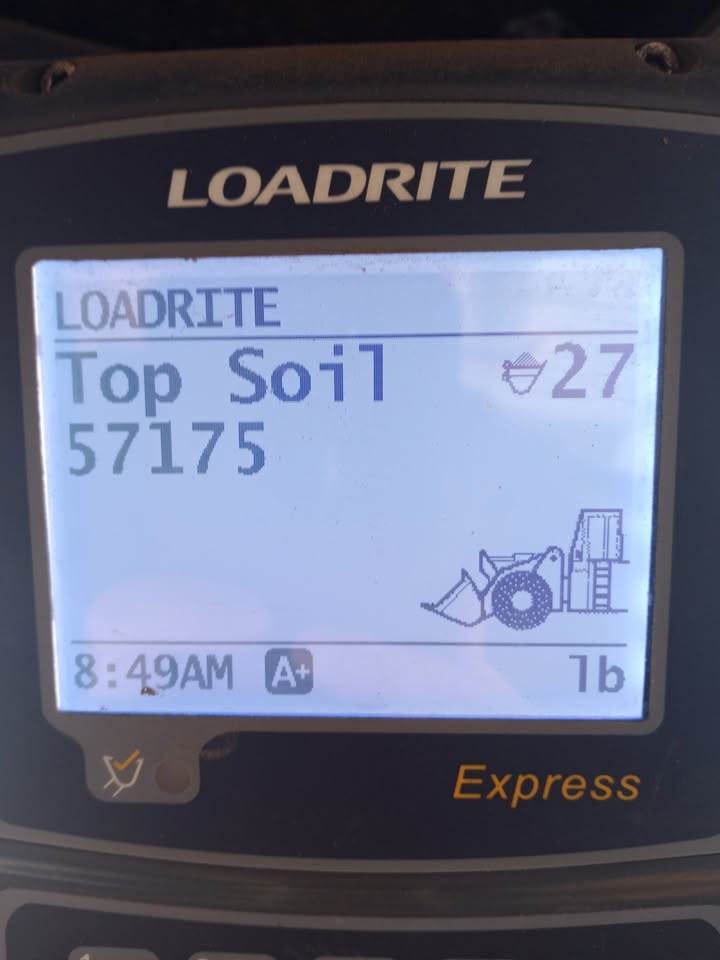 LOADRITE
LOADRITE
Top Soil 27
57175
8:49AM A+ lb
Express